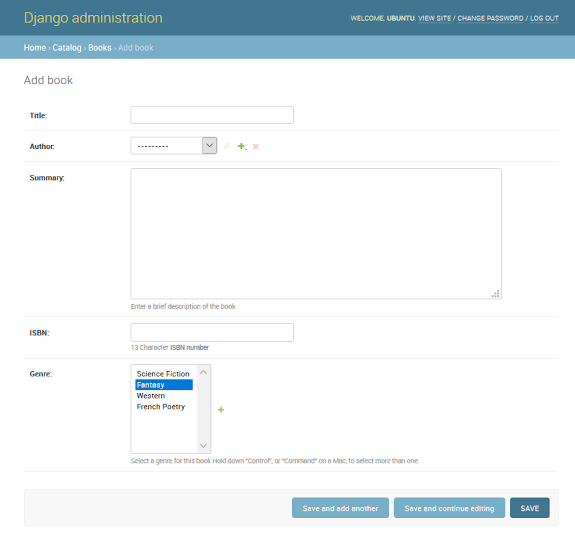 Django administration
WELCOME, UBUNTU. VIEW SITE / CHANGE PASSWORD / LOG OUT
Home › Catalog › Books › Add book
Add book
Title:
Author:
---------
Summary:
Enter a brief description of the book
ISBN:
13 Character ISBN number
Genre:
Science Fiction
Fantasy
Western
French Poetry
Select a genre for this book Hold down "Control", or "Command" on a Mac, to select more than one.
Save and add another
Save and continue editing
SAVE